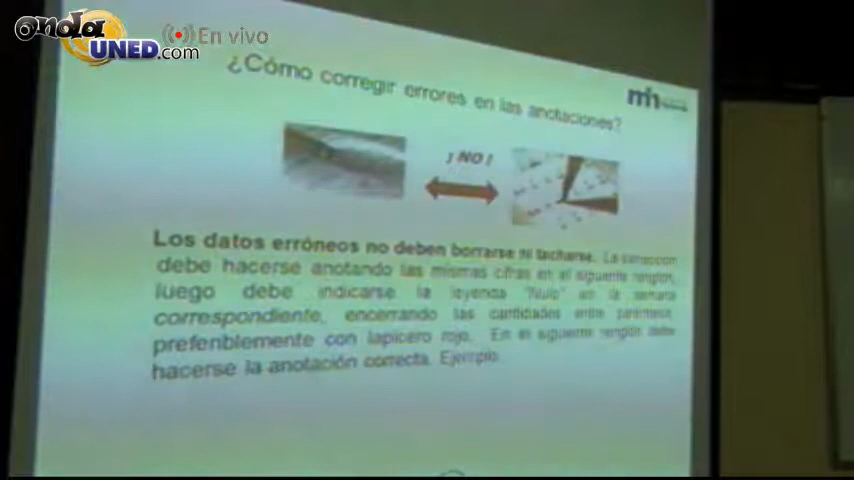 onda
UNED.com
En vivo
¿Cómo corregir errores en las anotaciones?
¡NO!
Los datos erróneos no deben borrarse ni tacharse. La corrección
debe hacerse anotando las mismas cifras en el siguiente renglón,
luego debe indicarse la leyenda "Nulo" en la
correspondiente, encerrando las cantidades entre paréntesis,
preferiblemente con lapicero rojo. En el siguiente renglón debe
hacerse la anotación correcta. Ejemplo